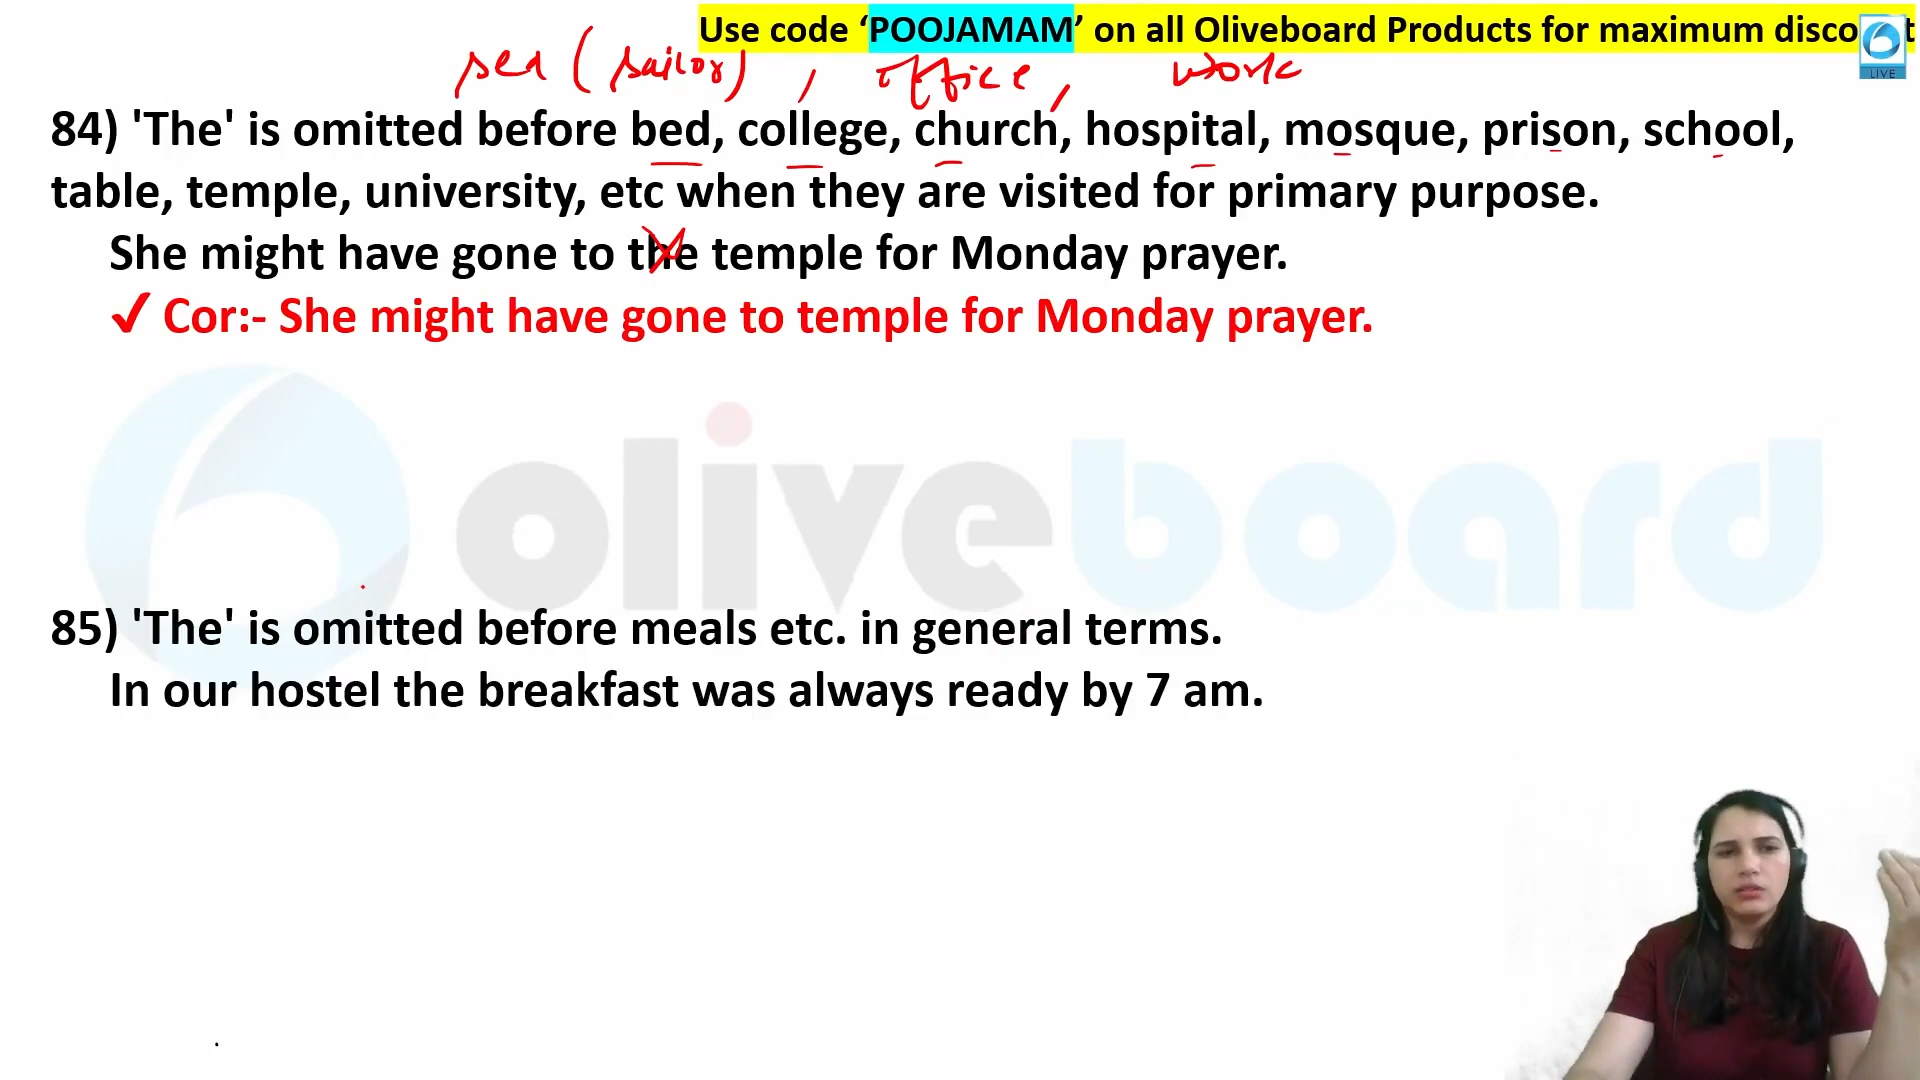 Use code ‘POOJAMAM’ on all Oliveboard Products for maximum disco t
LIVE
sea (sailor) , office , work
84) 'The' is omitted before bed, college, church, hospital, mosque, prison, school,
table, temple, university, etc when they are visited for primary purpose.
She might have gone to the temple for Monday prayer.
✓ Cor:- She might have gone to temple for Monday prayer.
oliveboard
85) 'The' is omitted before meals etc. in general terms.
In our hostel the breakfast was always ready by 7 am.